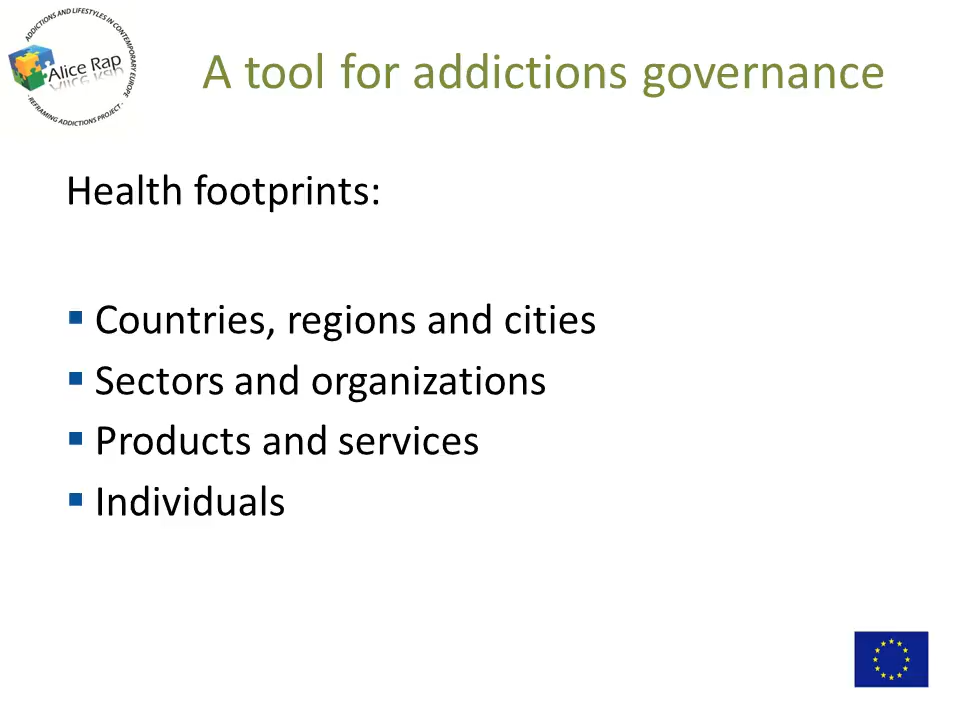 ADDICTIONS AND LIFESTYLES IN CONTEMPORARY EUROPE
Alice Rap
- REFRAMING ADDICTIONS PROJECT -
A tool for addictions governance
Health footprints:
▪ Countries, regions and cities
▪ Sectors and organizations
▪ Products and services
▪ Individuals